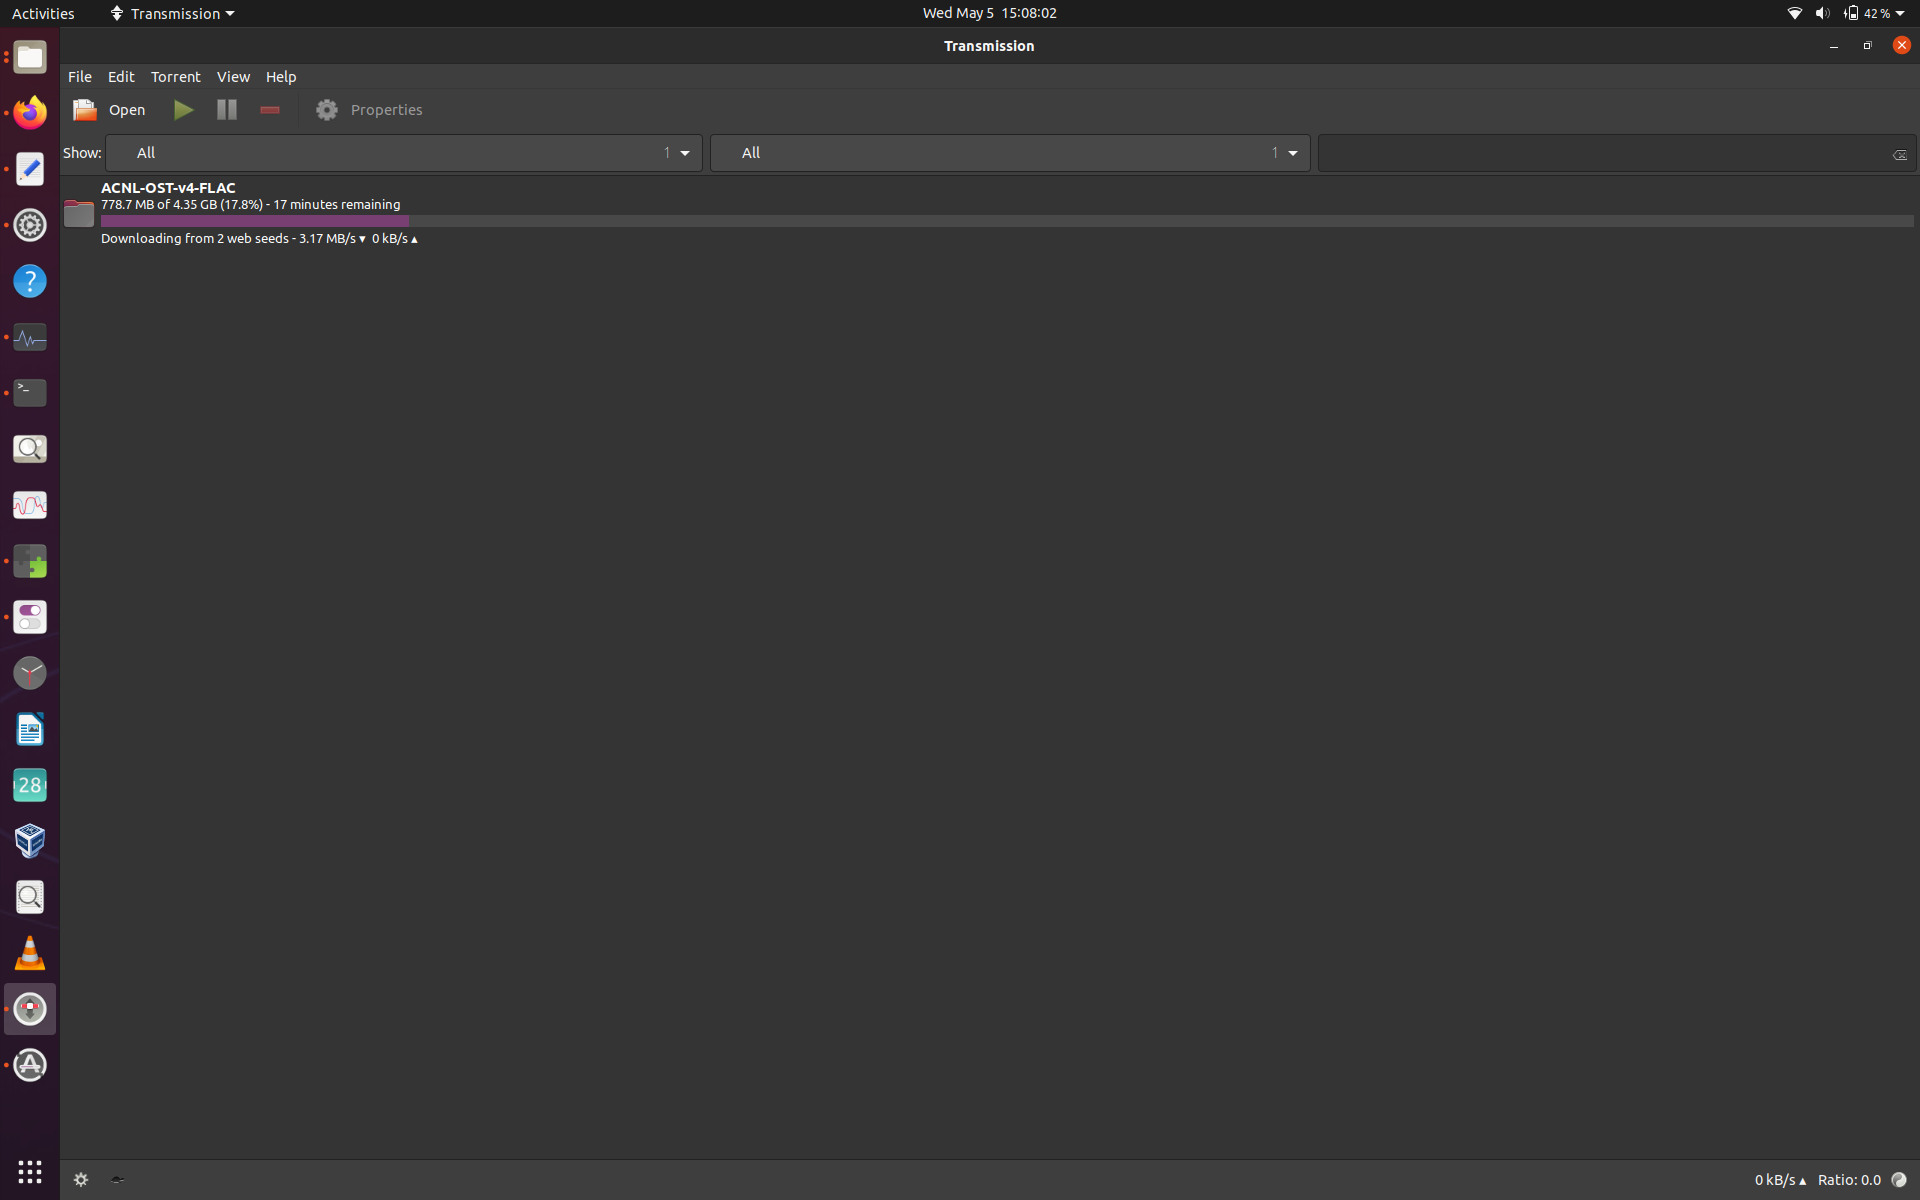 Activities
Transmission
Wed May 5 15:08:02
42 %
Transmission
File Edit Torrent View Help
Open
Properties
Show: All 1 All 1
ACNL-OST-v4-FLAC
778.7 MB of 4.35 GB (17.8%) - 17 minutes remaining
Downloading from 2 web seeds - 3.17 MB/s ▾ 0 kB/s ▴
?
>_
28
0 kB/s ▴ Ratio: 0.0